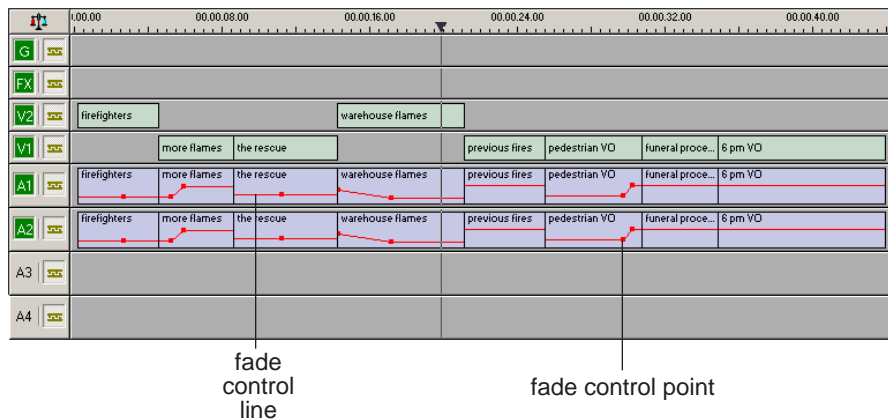 0.00.00 00.00.08.00 00.00.16.00 00.00.24.00 00.00.32.00 00.00.40.00
G
FX
V2 firefighters warehouse flames
V1 more flames the rescue previous fires pedestrian VO funeral proce... 6 pm VO
A1 firefighters more flames the rescue warehouse flames previous fires pedestrian VO funeral proce... 6 pm VO
A2 firefighters more flames the rescue warehouse flames previous fires pedestrian VO funeral proce... 6 pm VO
A3
A4
fade
control
line
fade control point